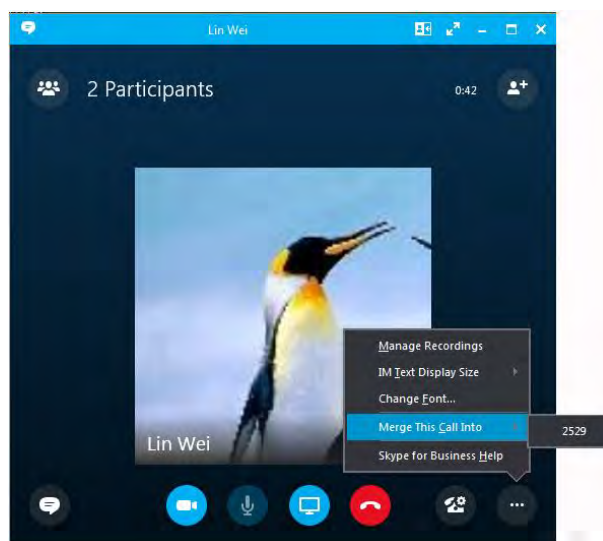 Lin Wei
2 Participants
0:42
Lin Wei
Manage Recordings
IM Text Display Size
Change Font...
Merge This Call Into
2529
Skype for Business Help